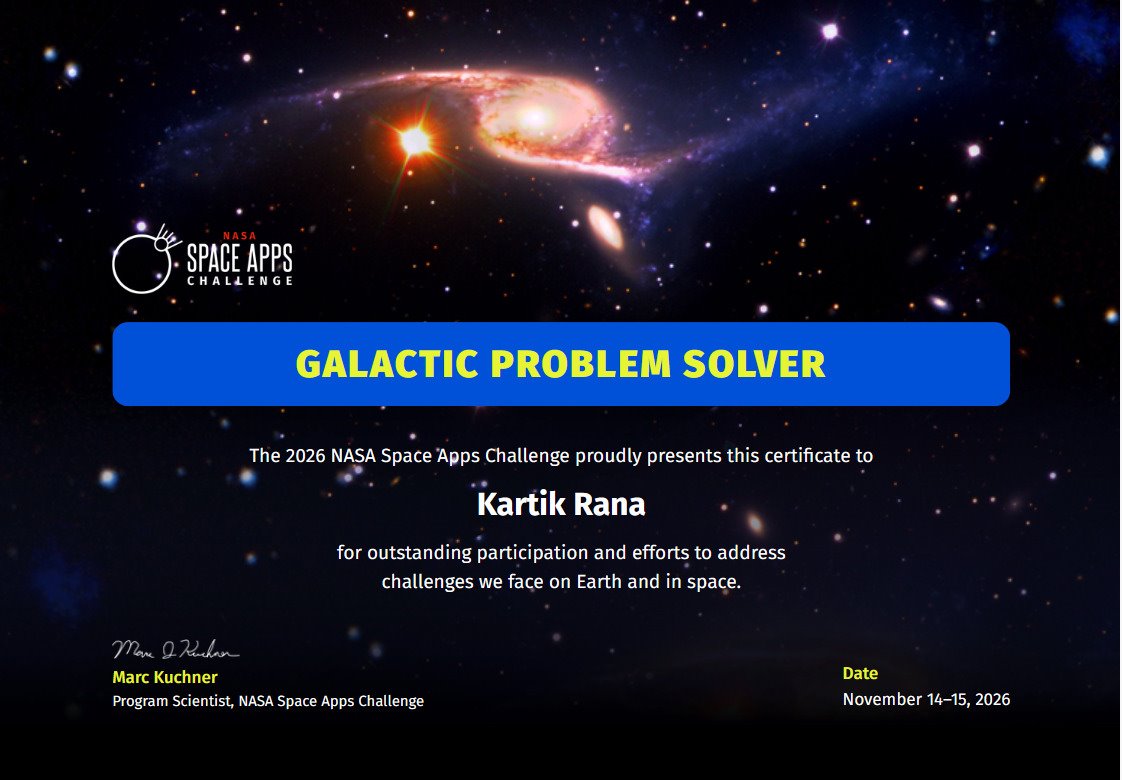 NASA
SPACE APPS
CHALLENGE
GALACTIC PROBLEM SOLVER
The 2026 NASA Space Apps Challenge proudly presents this certificate to
Kartik Rana
for outstanding participation and efforts to address
challenges we face on Earth and in space.
Marc J Kuchner
Marc Kuchner
Program Scientist, NASA Space Apps Challenge
Date
November 14–15, 2026